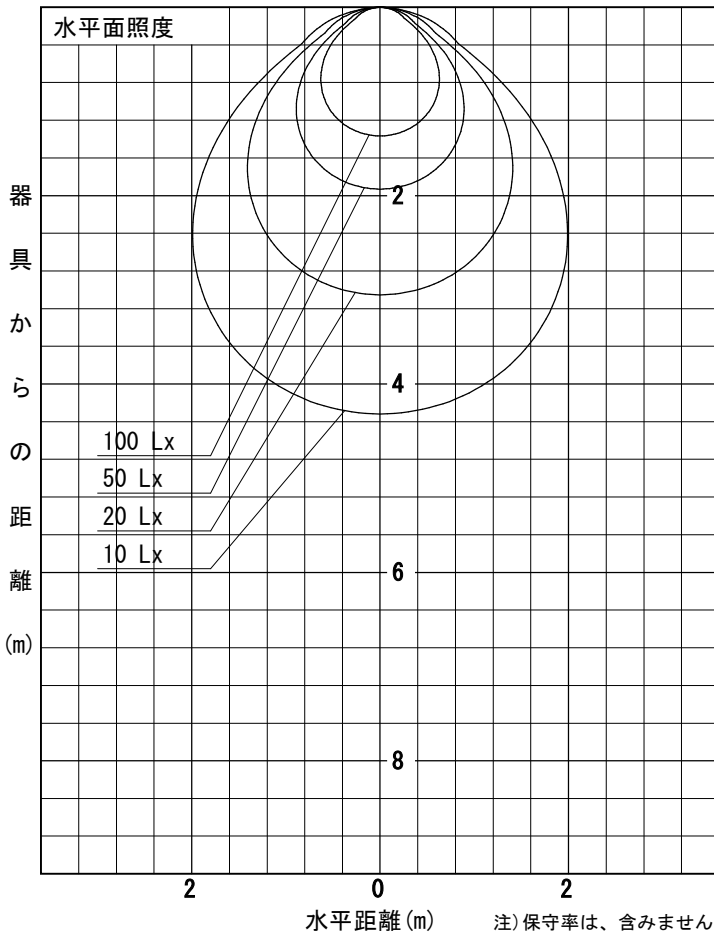 水平面照度
器具からの距離(m)
2
4
6
8
100 Lx
50 Lx
20 Lx
10 Lx
2 0 2
水平距離(m)
注)保守率は、含みません